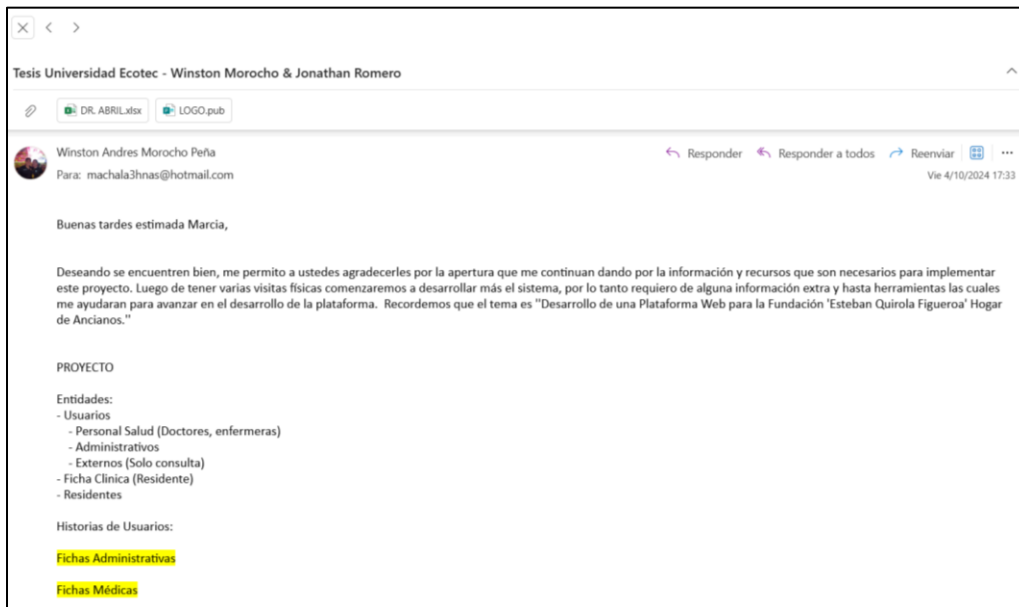 Tesis Universidad Ecotec - Winston Morocho & Jonathan Romero
DR. ABRIL.xlsx LOGO.pub
Winston Andres Morocho Peña
Responder Responder a todos Reenviar
Para: machala3hnas@hotmail.com
Vie 4/10/2024 17:33
Buenas tardes estimada Marcia,
Deseando se encuentren bien, me permito a ustedes agradecerles por la apertura que me continuan dando por la información y recursos que son necesarios para implementar
este proyecto. Luego de tener varias visitas físicas comenzaremos a desarrollar más el sistema, por lo tanto requiero de alguna información extra y hasta herramientas las cuales
me ayudaran para avanzar en el desarrollo de la plataforma. Recordemos que el tema es "Desarrollo de una Plataforma Web para la Fundación 'Esteban Quirola Figueroa' Hogar
de Ancianos."
PROYECTO
Entidades:
- Usuarios
- Personal Salud (Doctores, enfermeras)
- Administrativos
- Externos (Solo consulta)
- Ficha Clinica (Residente)
- Residentes
Historias de Usuarios:
Fichas Administrativas
Fichas Médicas